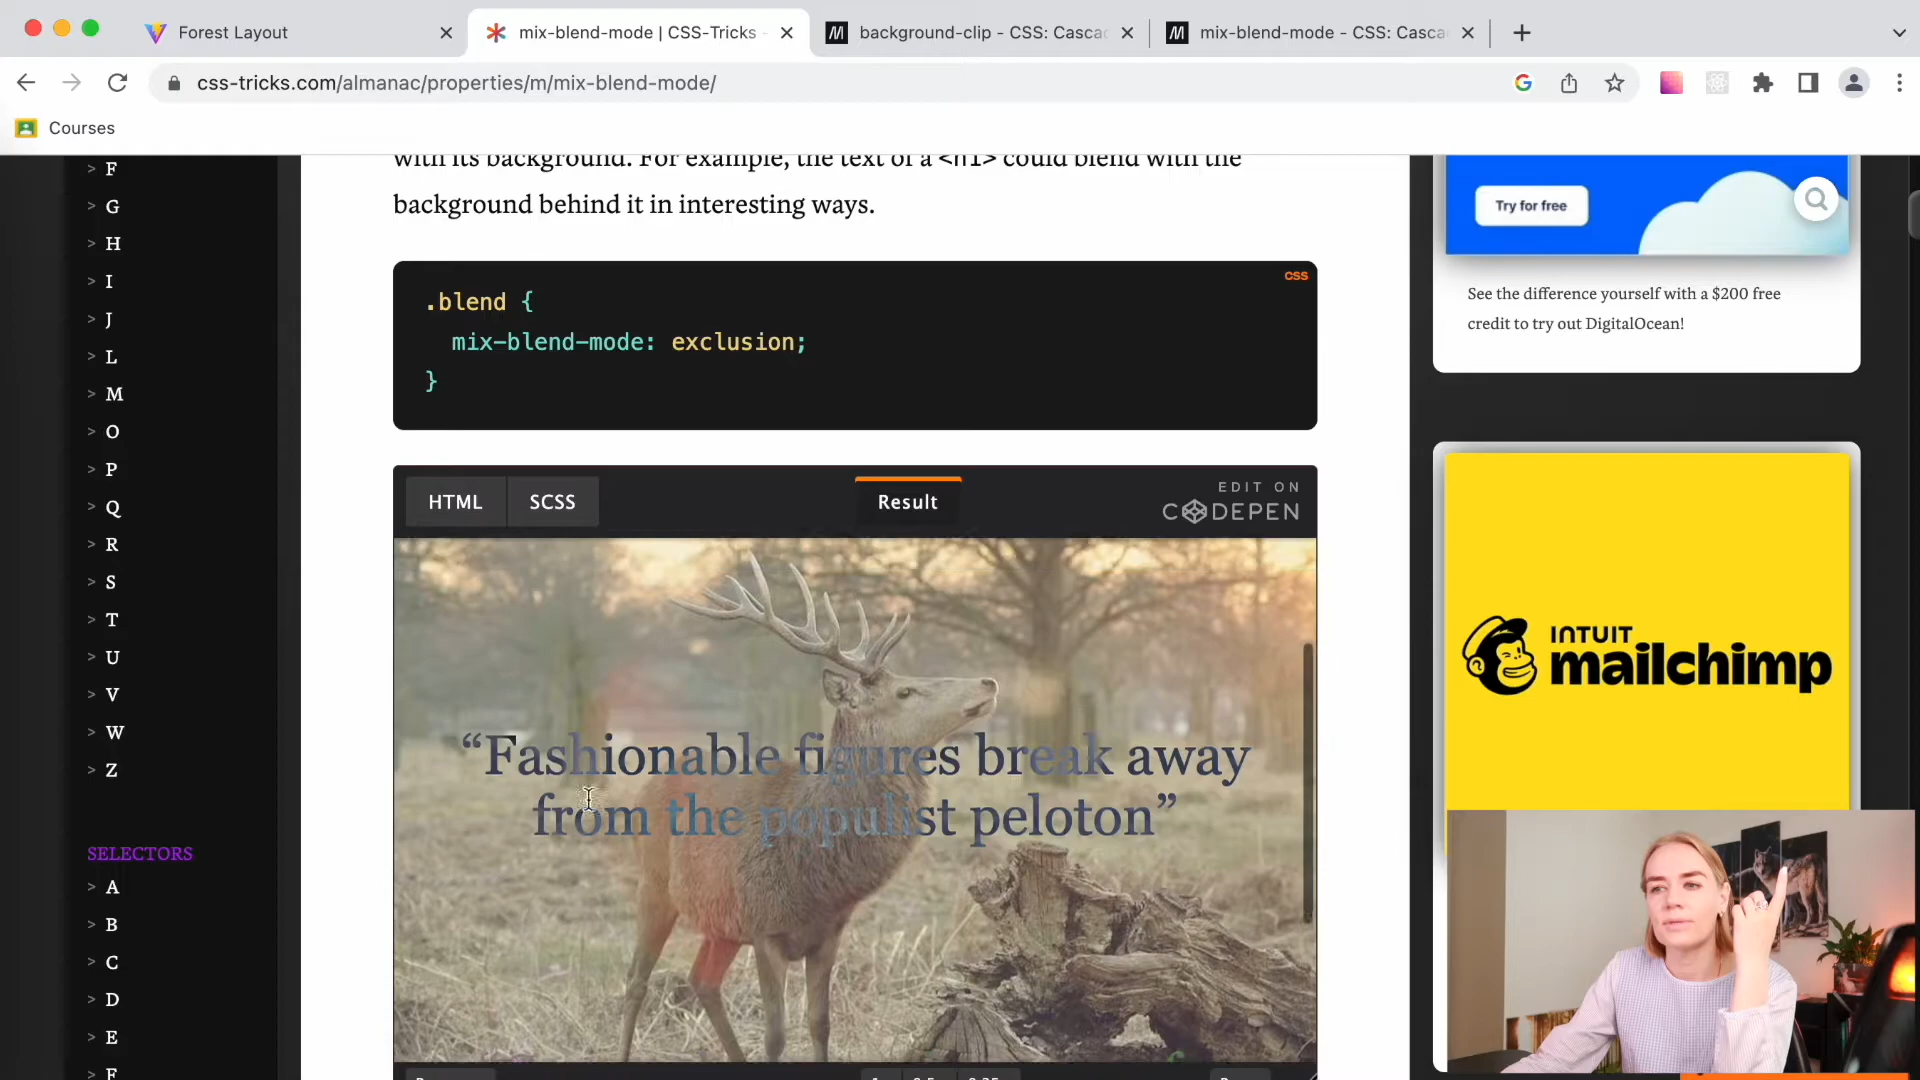 Forest Layout
mix-blend-mode | CSS-Tricks -
background-clip - CSS: Casca
mix-blend-mode - CSS: Casca
css-tricks.com/almanac/properties/m/mix-blend-mode/
Courses
> F
> G
> H
> I
> J
> L
> M
> O
> P
> Q
> R
> S
> T
> U
> V
> W
> Z
SELECTORS
> A
> B
> C
> D
> E
> F
with its background. For example, the text of a <h1> could blend with the
background behind it in interesting ways.
CSS
.blend {
mix-blend-mode: exclusion;
}
HTML
SCSS
Result
EDIT ON
CODEPEN
“Fashionable figures break away
from the populist peloton”
Try for free
See the difference yourself with a $200 free
credit to try out DigitalOcean!
INTUIT
mailchimp